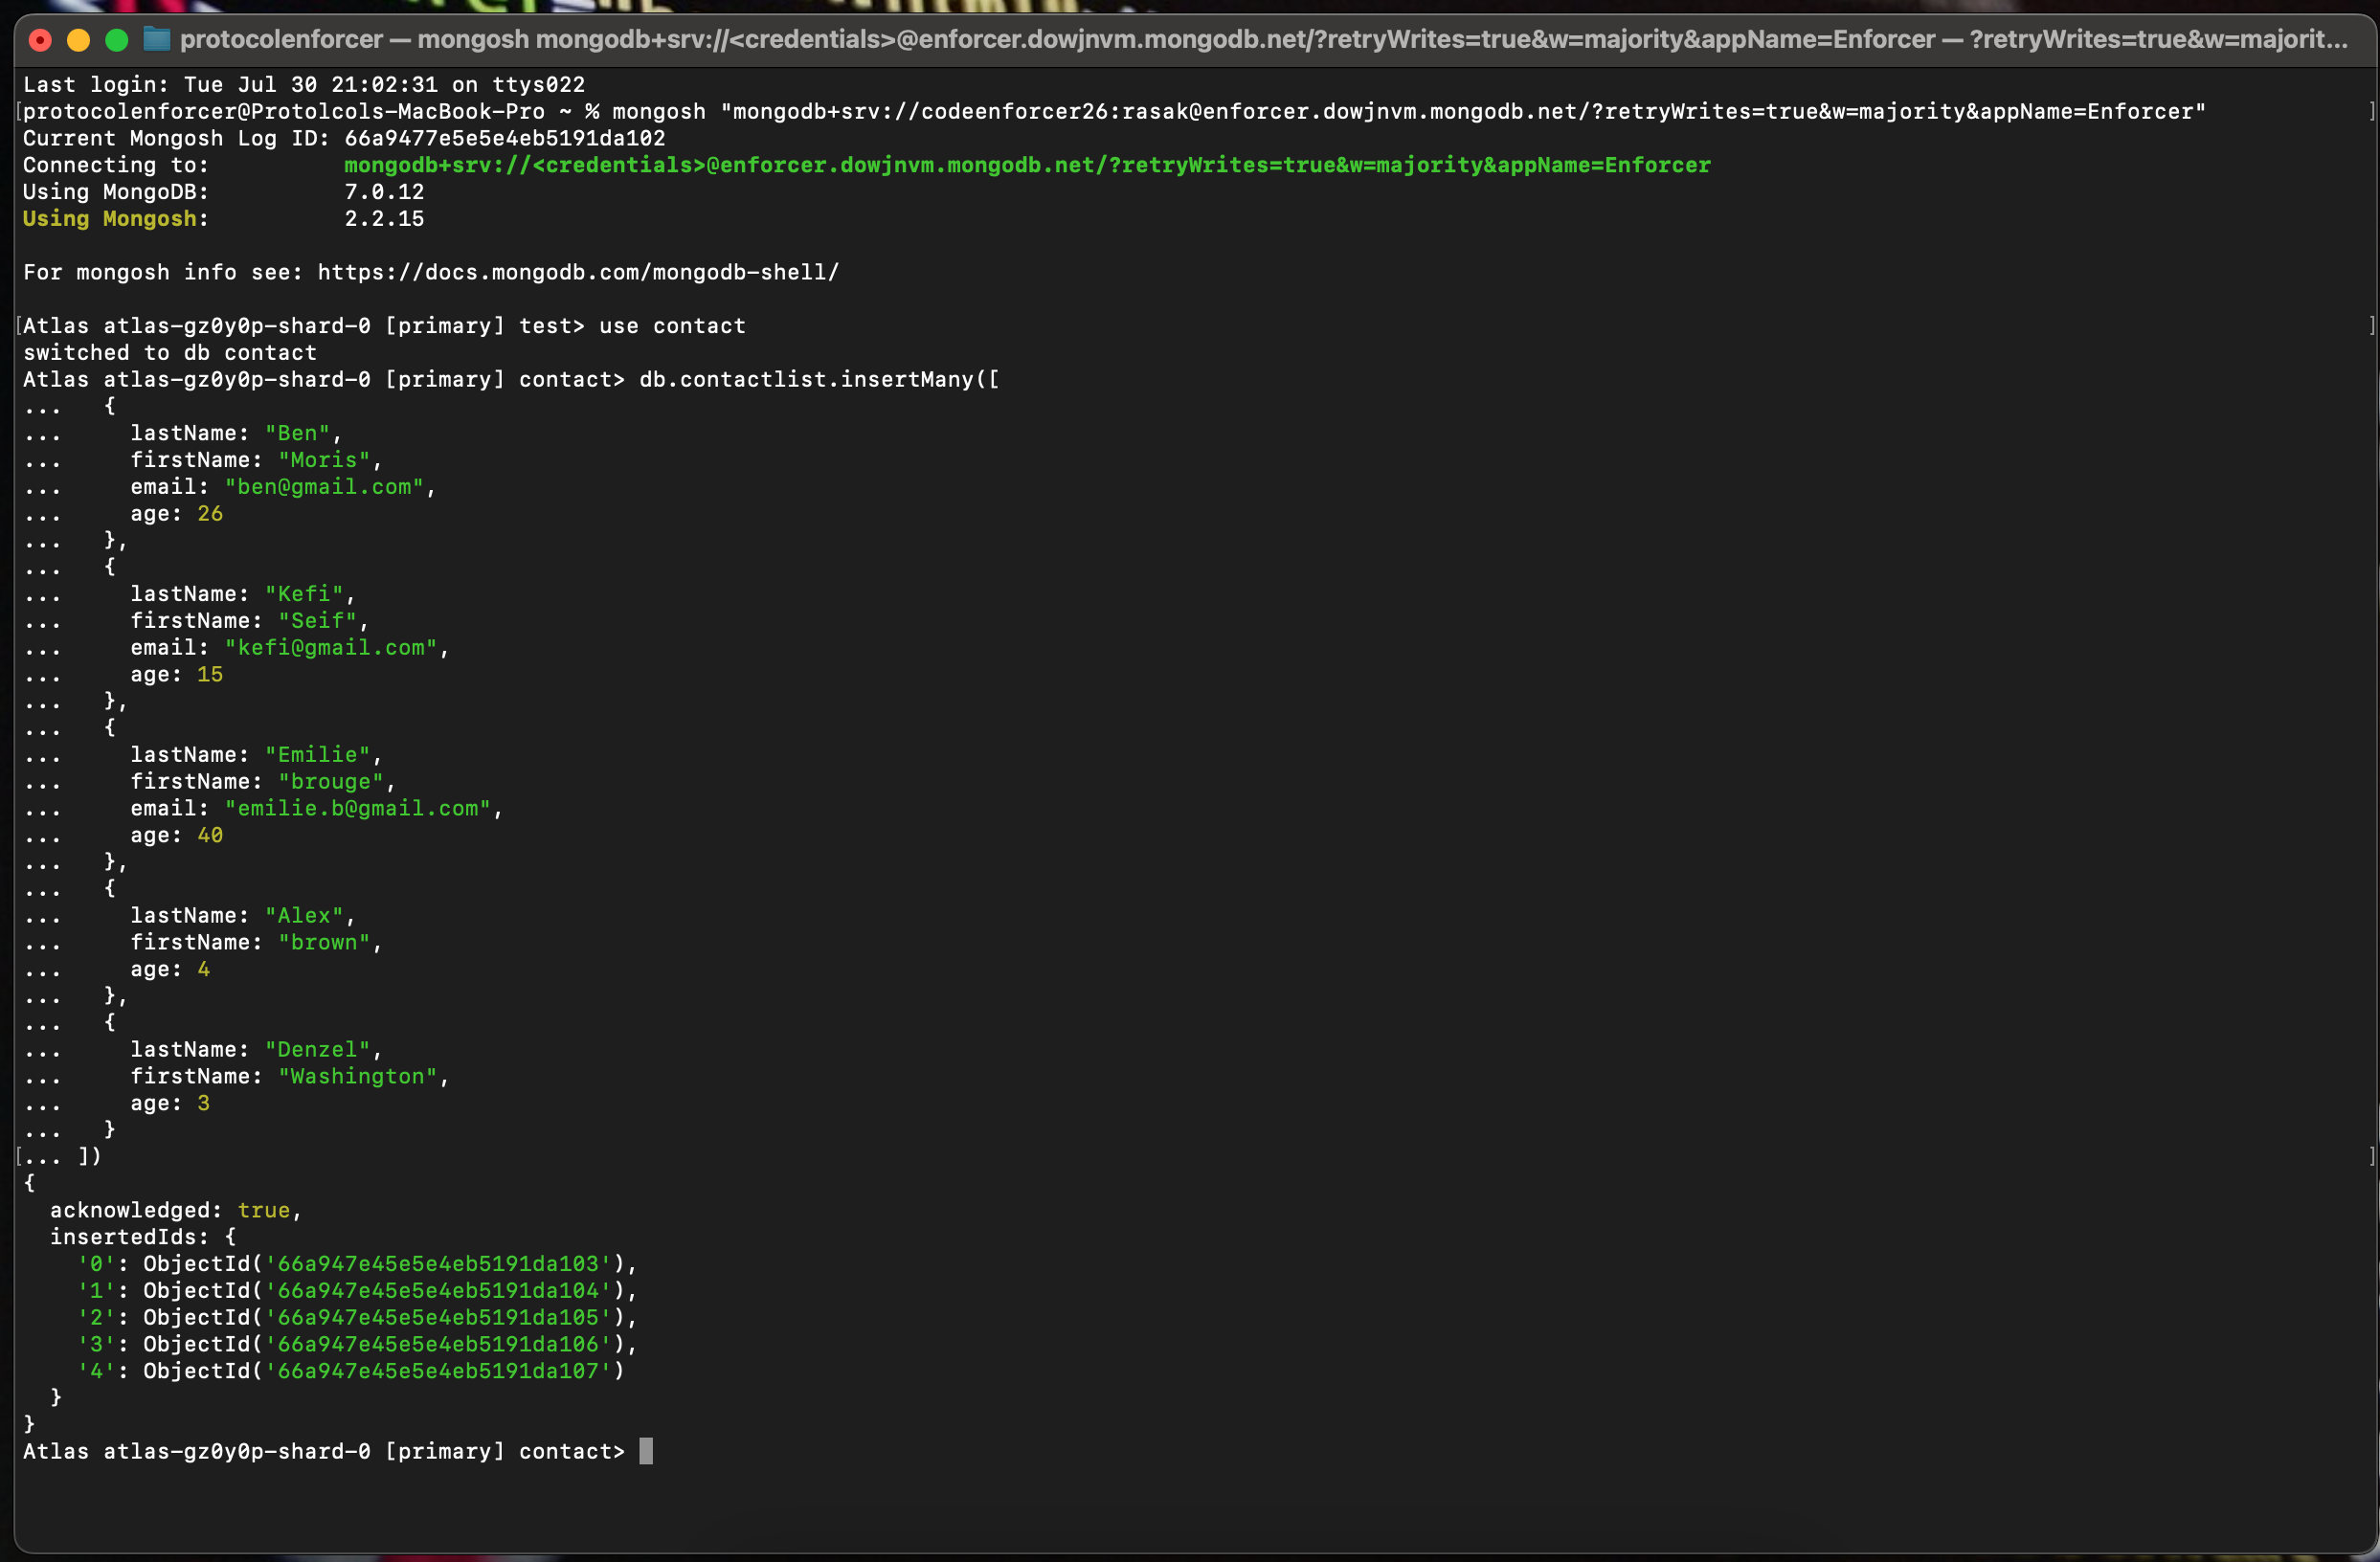 protocolenforcer — mongosh mongodb+srv://<credentials>@enforcer.dowjnvm.mongodb.net/?retryWrites=true&w=majority&appName=Enforcer — ?retryWrites=true&w=majorit...
Last login: Tue Jul 30 21:02:31 on ttys022
[protocolenforcer@Protolcols-MacBook-Pro ~ % mongosh "mongodb+srv://codeenforcer26:rasak@enforcer.dowjnvm.mongodb.net/?retryWrites=true&w=majority&appName=Enforcer" ]
Current Mongosh Log ID: 66a9477e5e5e4eb5191da102
Connecting to: mongodb+srv://<credentials>@enforcer.dowjnvm.mongodb.net/?retryWrites=true&w=majority&appName=Enforcer
Using MongoDB: 7.0.12
Using Mongosh: 2.2.15
For mongosh info see: https://docs.mongodb.com/mongodb-shell/
[Atlas atlas-gz0y0p-shard-0 [primary] test> use contact ]
switched to db contact
Atlas atlas-gz0y0p-shard-0 [primary] contact> db.contactlist.insertMany([
...   {
...     lastName: "Ben",
...     firstName: "Moris",
...     email: "ben@gmail.com",
...     age: 26
...   },
...   {
...     lastName: "Kefi",
...     firstName: "Seif",
...     email: "kefi@gmail.com",
...     age: 15
...   },
...   {
...     lastName: "Emilie",
...     firstName: "brouge",
...     email: "emilie.b@gmail.com",
...     age: 40
...   },
...   {
...     lastName: "Alex",
...     firstName: "brown",
...     age: 4
...   },
...   {
...     lastName: "Denzel",
...     firstName: "Washington",
...     age: 3
...   }
[... ]) ]
{
  acknowledged: true,
  insertedIds: {
    '0': ObjectId('66a947e45e5e4eb5191da103'),
    '1': ObjectId('66a947e45e5e4eb5191da104'),
    '2': ObjectId('66a947e45e5e4eb5191da105'),
    '3': ObjectId('66a947e45e5e4eb5191da106'),
    '4': ObjectId('66a947e45e5e4eb5191da107')
  }
}
Atlas atlas-gz0y0p-shard-0 [primary] contact>